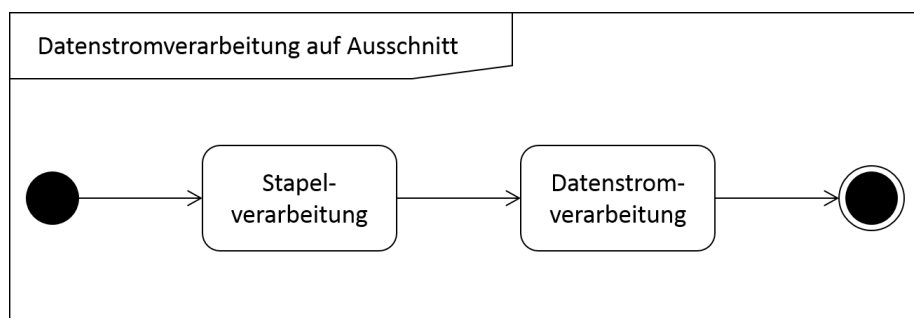 Datenstromverarbeitung auf Ausschnitt
Stapel-
verarbeitung
Datenstrom-
verarbeitung